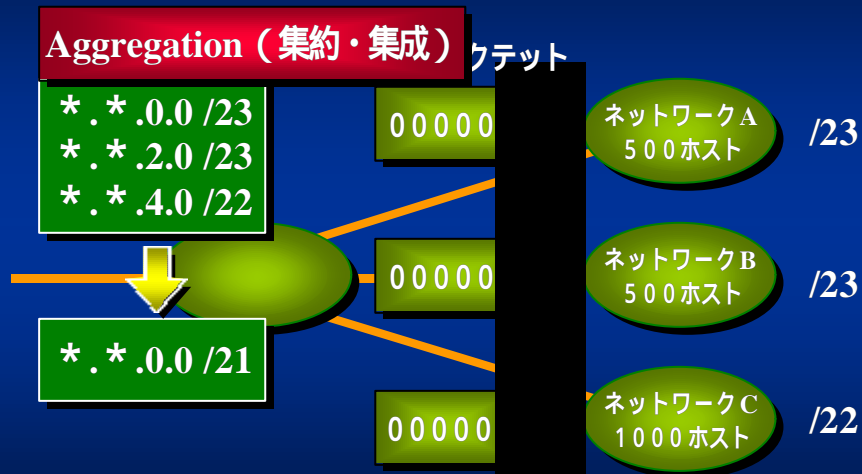 Aggregation（集約・集成）
クテット
*.*.0.0 /23
*.*.2.0 /23
*.*.4.0 /22
*.*.0.0 /21
00000
ネットワークA
500ホスト
/23
00000
ネットワークB
500ホスト
/23
00000
ネットワークC
1000ホスト
/22